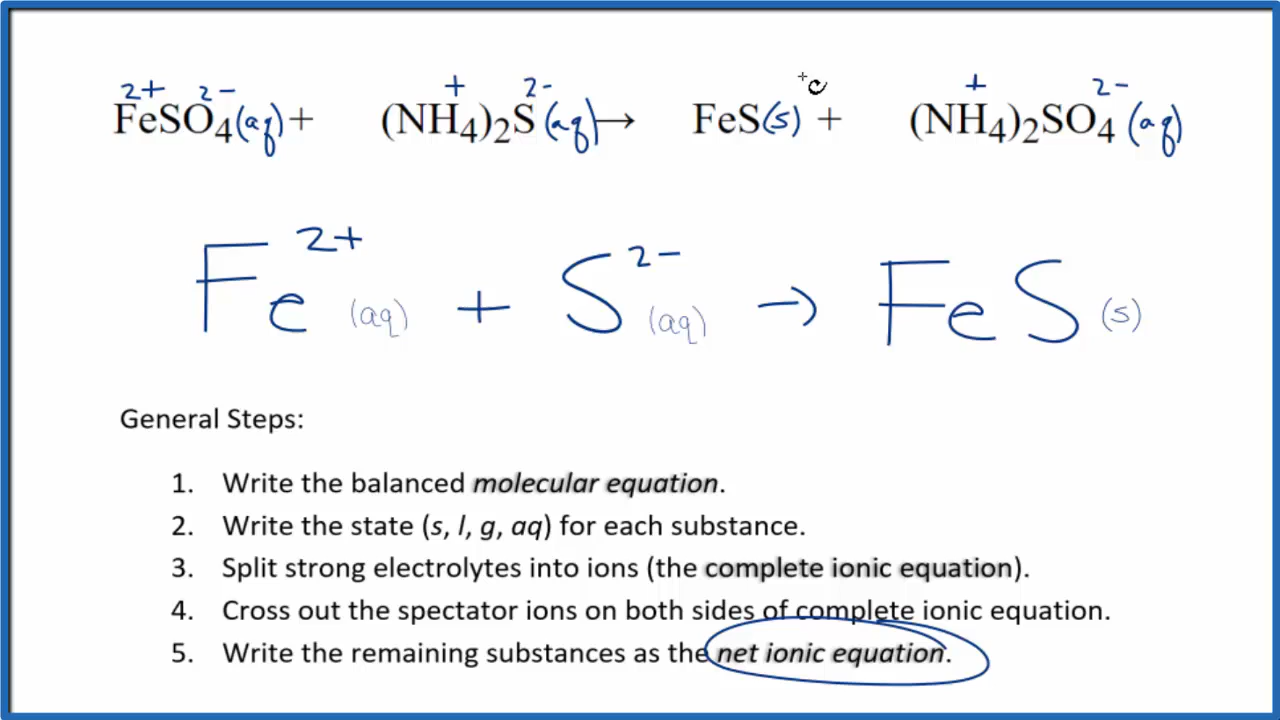 2+ 2- + 2- + 2-
FeSO₄(aq) + (NH₄)₂S(aq) → FeS(s) + (NH₄)₂SO₄(aq)
Fe²⁺(aq) + S²⁻(aq) → FeS(s)
General Steps:
1. Write the balanced molecular equation.
2. Write the state (s, l, g, aq) for each substance.
3. Split strong electrolytes into ions (the complete ionic equation).
4. Cross out the spectator ions on both sides of complete ionic equation.
5. Write the remaining substances as the net ionic equation.